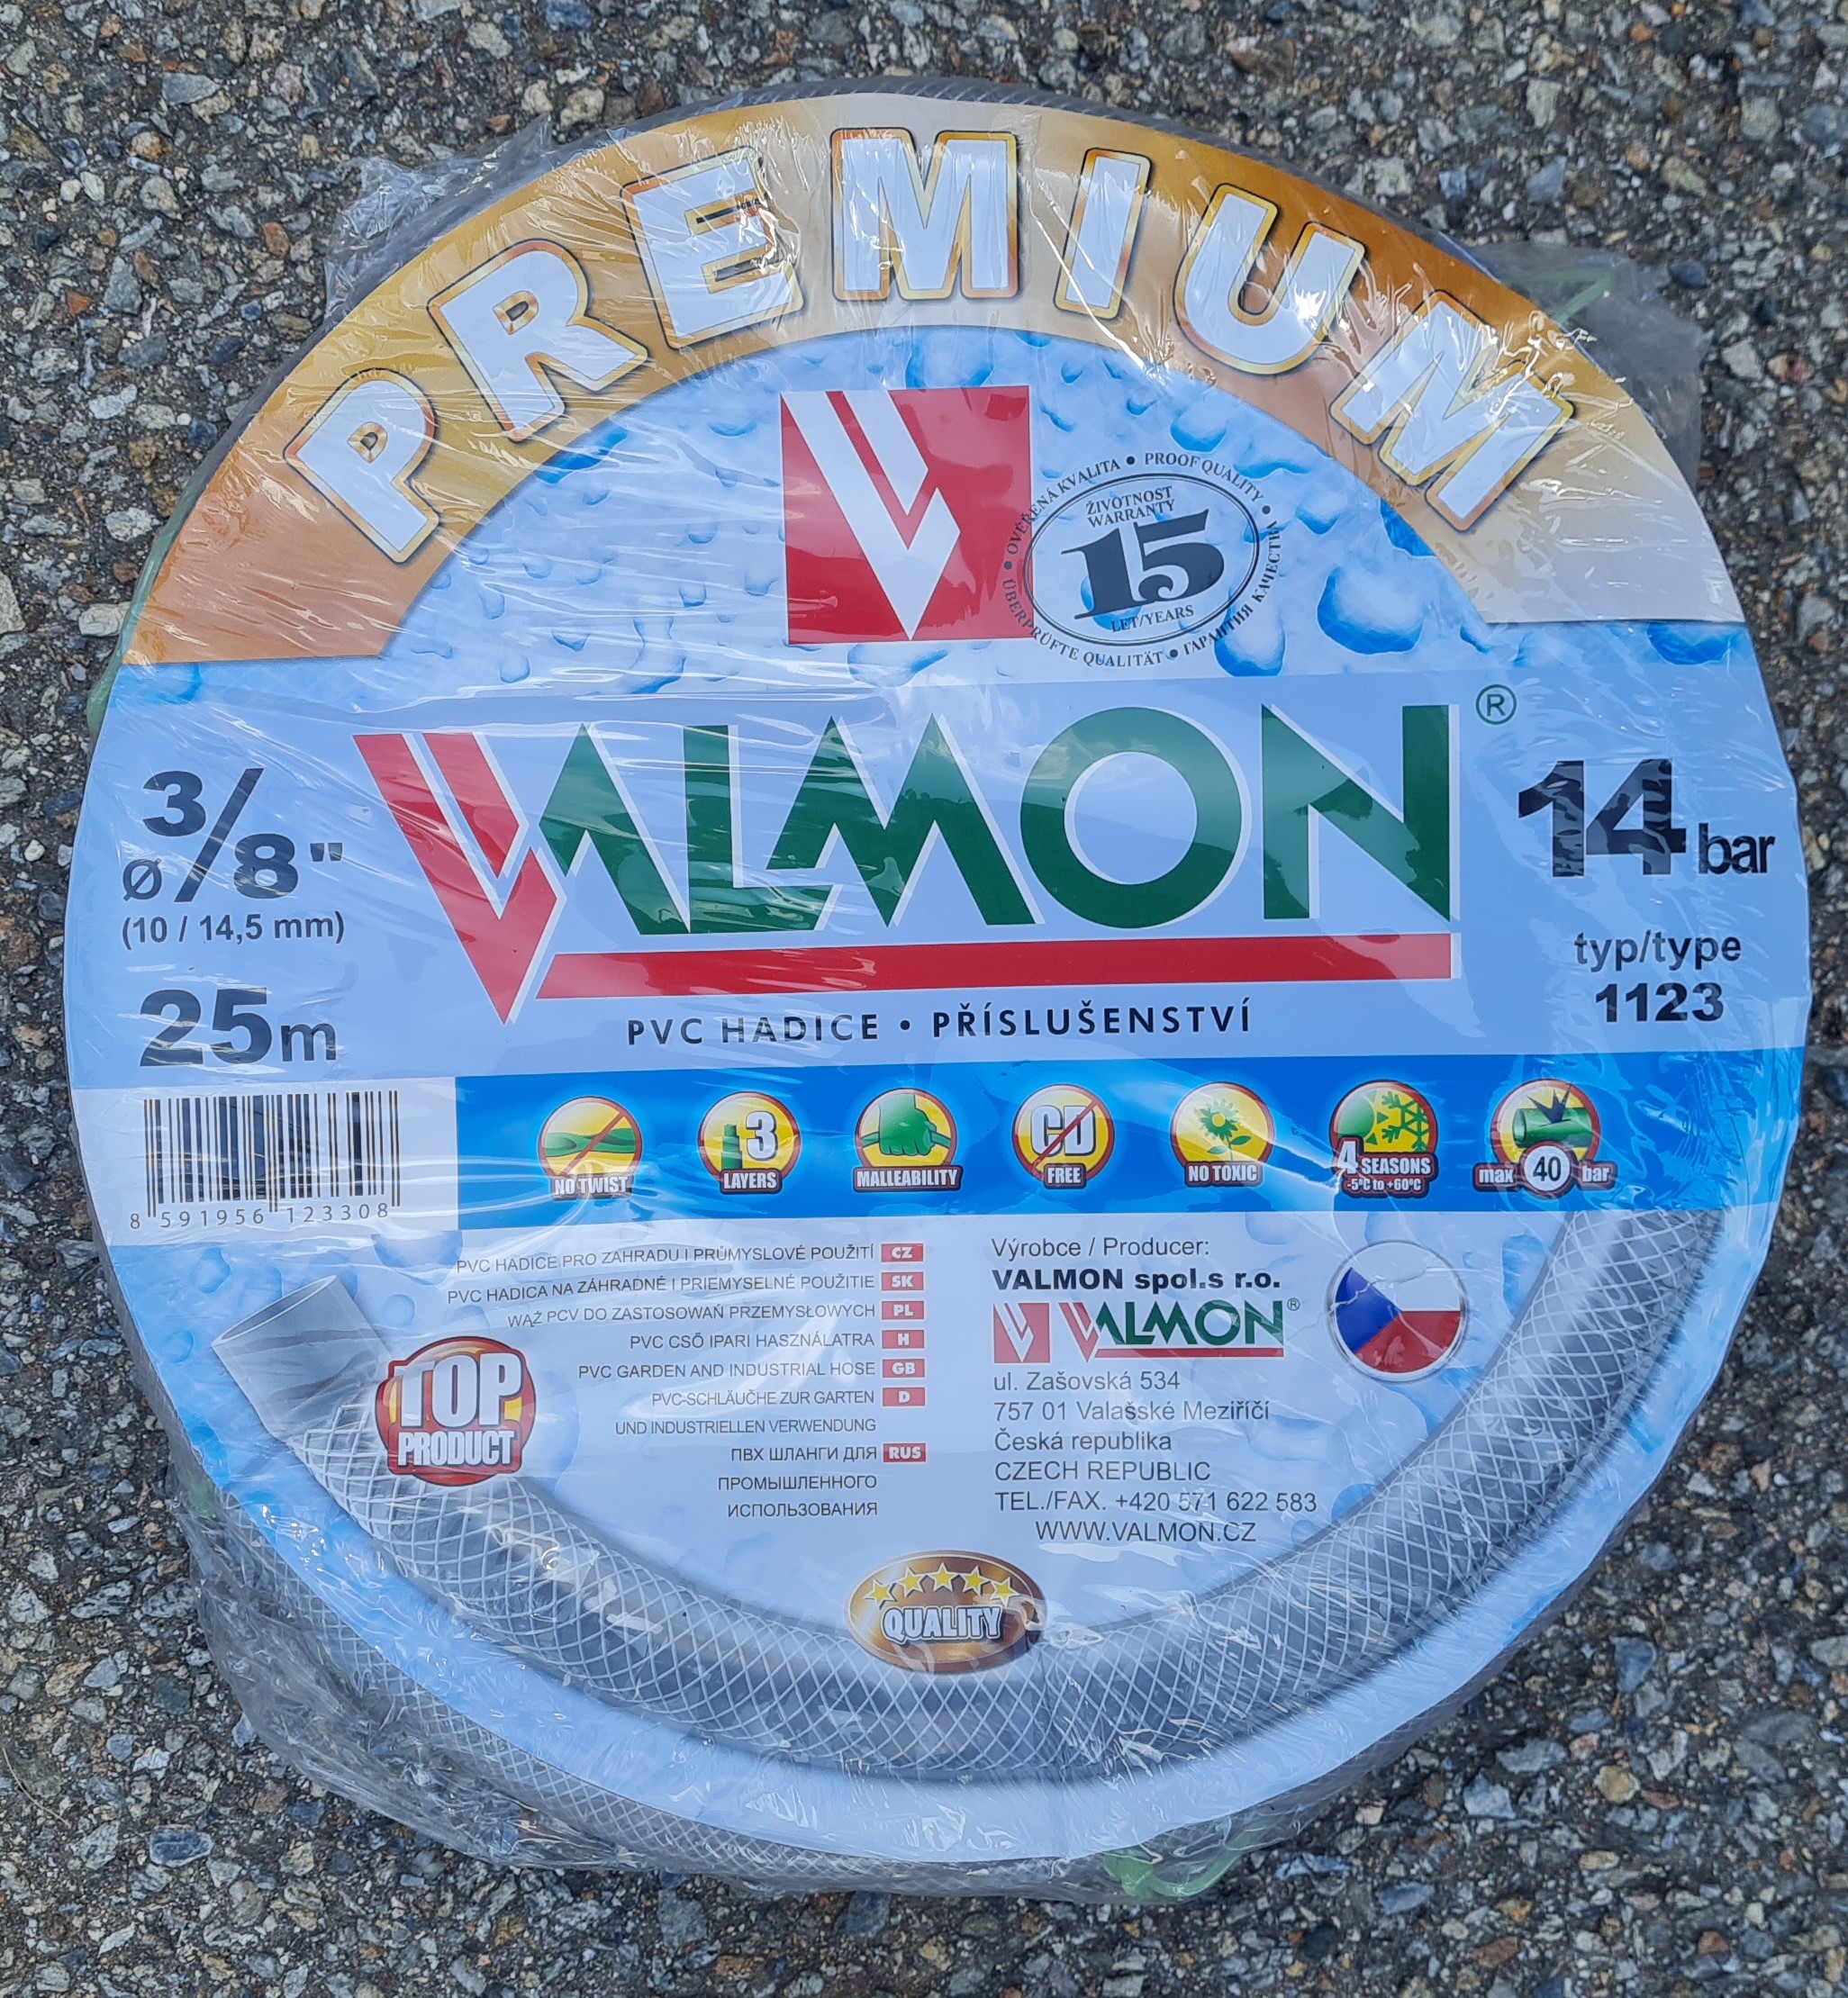 PREMIUM
OVĚŘENÁ KVALITA • PROOF QUALITY •
ŽIVOTNOST
WARRANTY
15
LET/YEARS
• ÜBERPRÜFTE QUALITÄT • ГАРАНТИЯ КАЧЕСТВ
VALMON®
ø 3/8"
(10 / 14,5 mm)
25m
14 bar
typ/type
1123
PVC HADICE • PŘÍSLUŠENSTVÍ
8 591956 123308
NO TWIST
3
LAYERS
MALLEABILITY
CD
FREE
NO TOXIC
4 SEASONS
-5°C to +60°C
max 40 bar
PVC HADICE PRO ZAHRADU I PRŮMYSLOVÉ POUŽITÍ CZ
PVC HADICA NA ZÁHRADNÉ I PRIEMYSELNÉ POUŽITIE SK
WĄŻ PCV DO ZASTOSOWAŃ PRZEMYSŁOWYCH PL
PVC CSŐ IPARI HASZNÁLATRA H
PVC GARDEN AND INDUSTRIAL HOSE GB
PVC-SCHLÄUCHE ZUR GARTEN D
UND INDUSTRIELLEN VERWENDUNG
ПВХ ШЛАНГИ ДЛЯ RUS
ПРОМЫШЛЕННОГО
ИСПОЛЬЗОВАНИЯ
TOP
PRODUCT
Výrobce / Producer:
VALMON spol.s r.o.
VALMON®
ul. Zašovská 534
757 01 Valašské Meziříčí
Česká republika
CZECH REPUBLIC
TEL./FAX. +420 571 622 583
WWW.VALMON.CZ
QUALITY